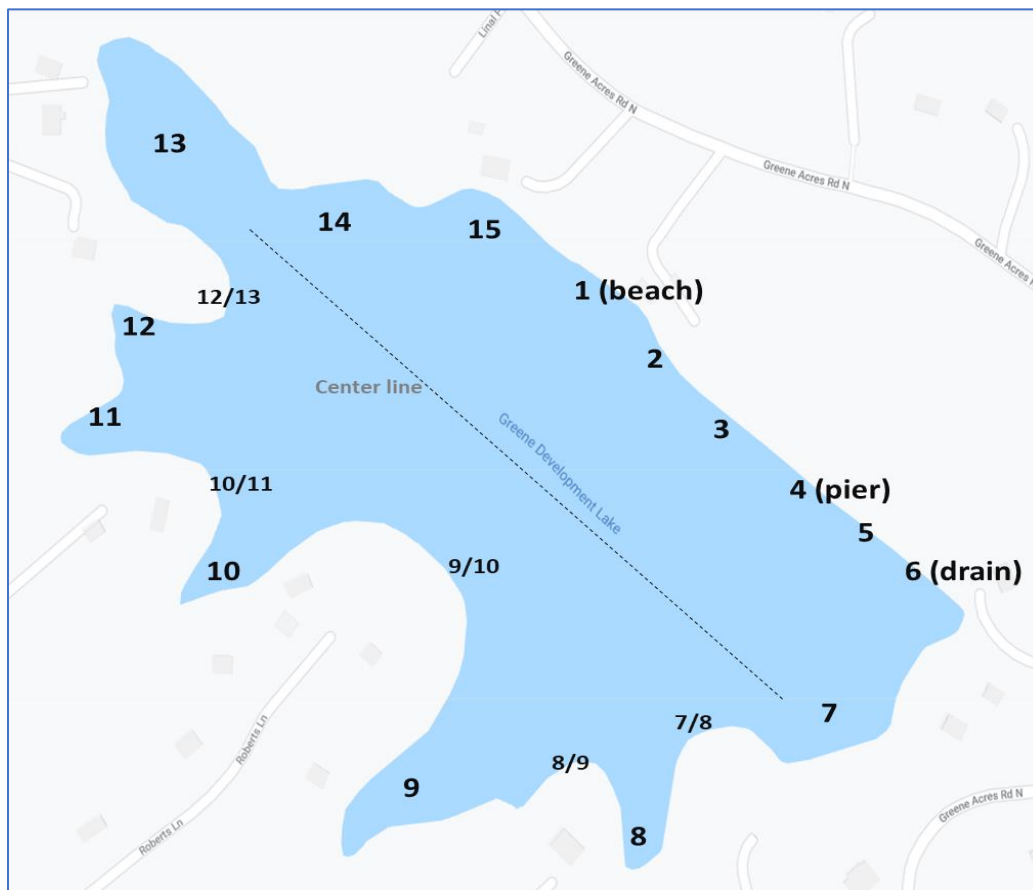 Linal
Greene Acres Rd N
Greene Acres Rd N
Greene Acres R
13
14
15
1 (beach)
12/13
12
2
Center line
11
3
Greene Development Lake
10/11
4 (pier)
5
9/10
10
6 (drain)
7
7/8
Roberts Ln
8/9
9
Greene Acres Rd N
8
Roberts Ln